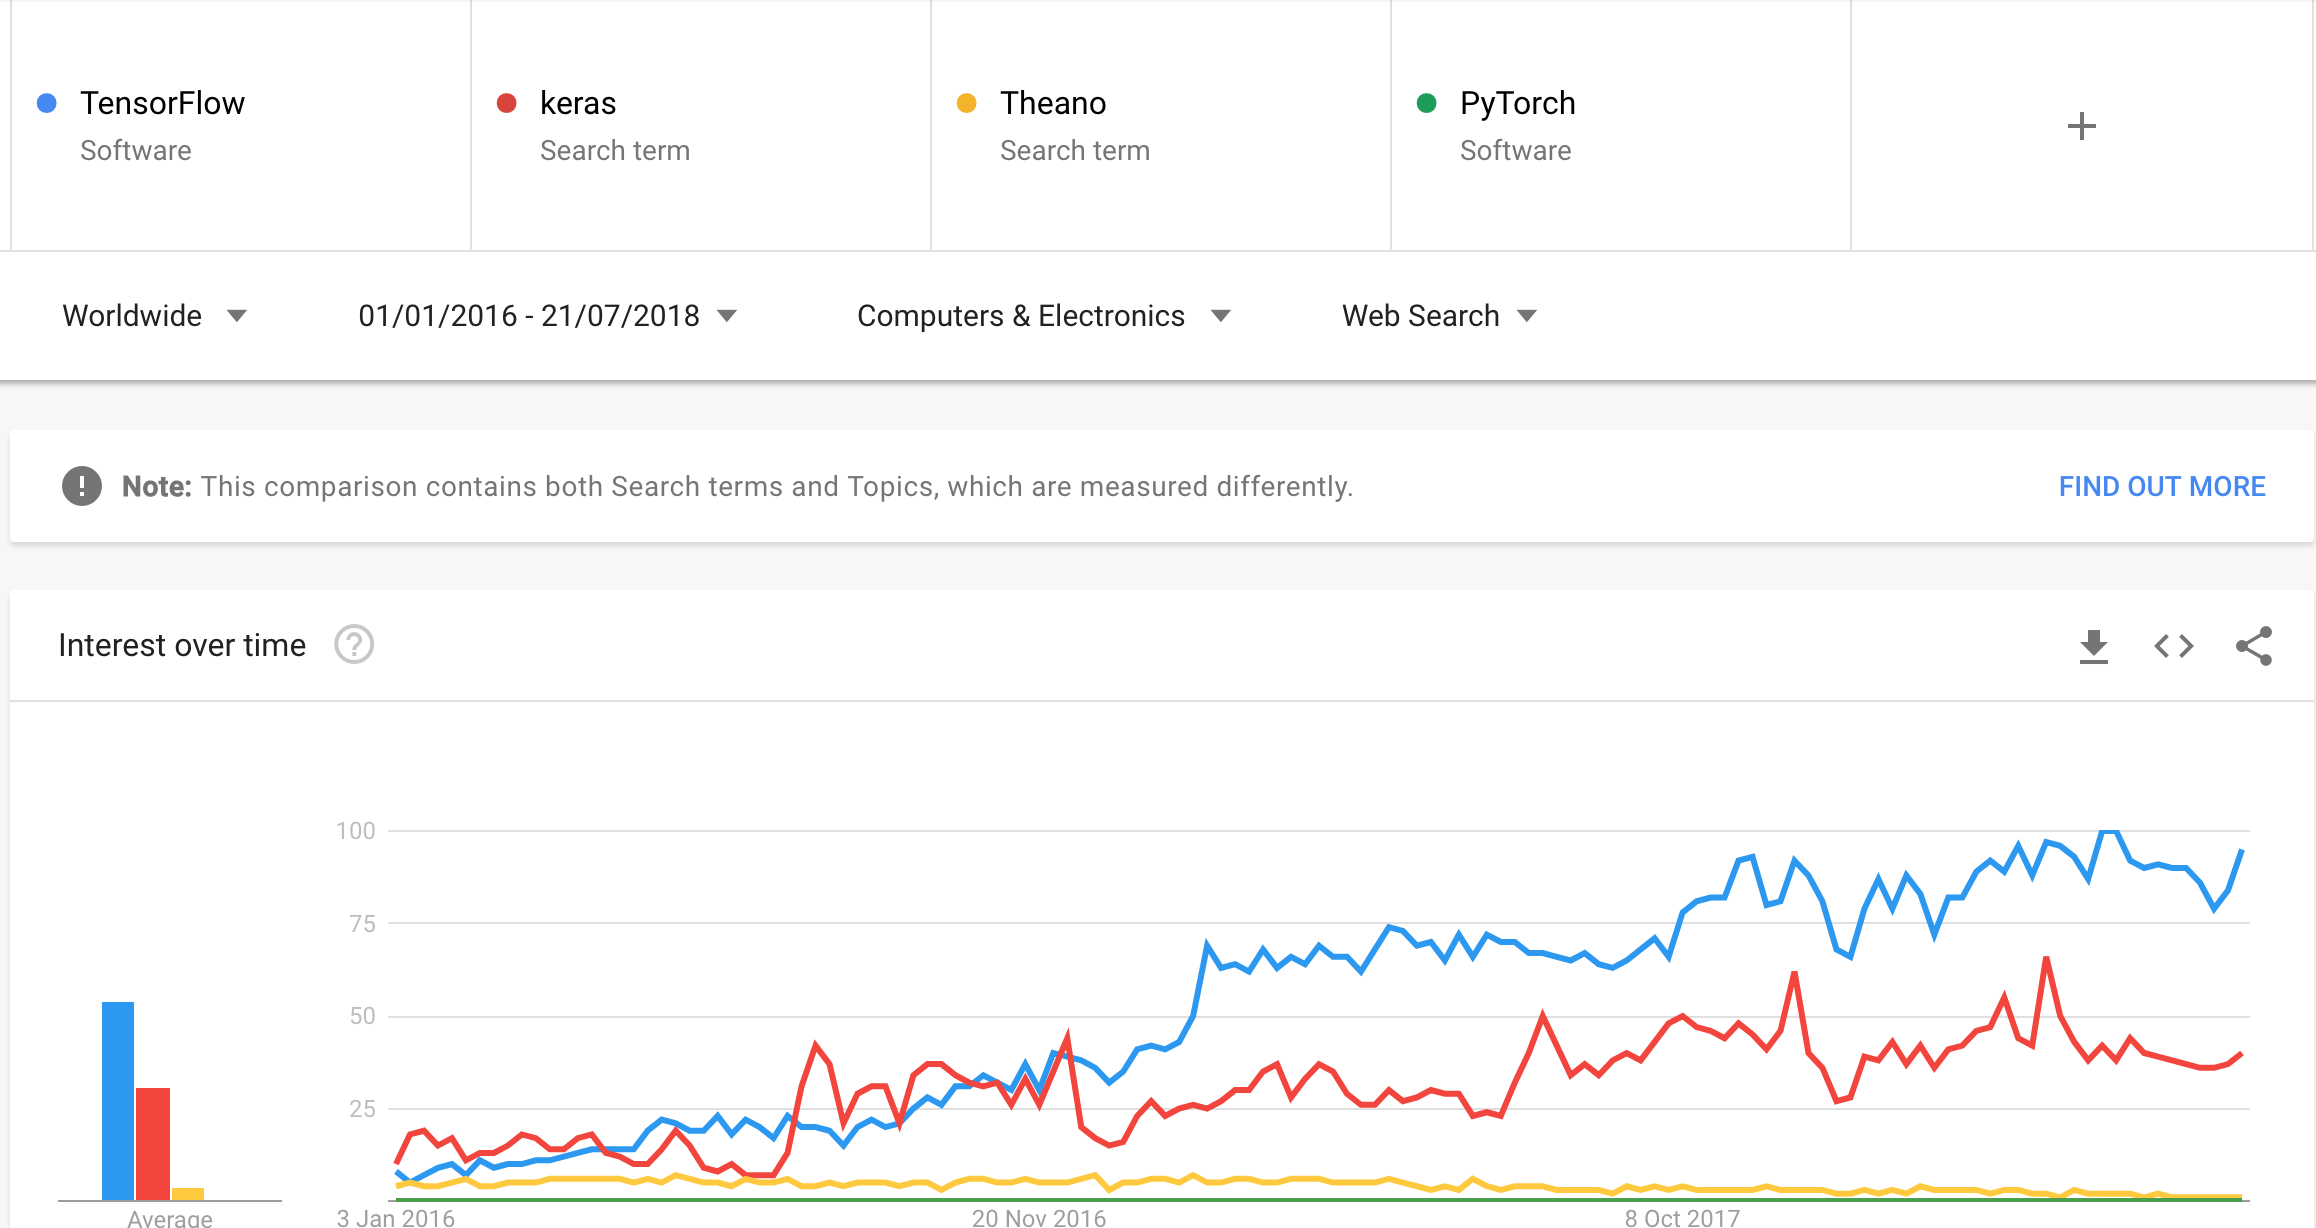 TensorFlow
Software
keras
Search term
Theano
Search term
PyTorch
Software
+
Worldwide
01/01/2016 - 21/07/2018
Computers & Electronics
Web Search
Note: This comparison contains both Search terms and Topics, which are measured differently.
FIND OUT MORE
Interest over time
100
75
50
25
Average
3 Jan 2016
20 Nov 2016
8 Oct 2017